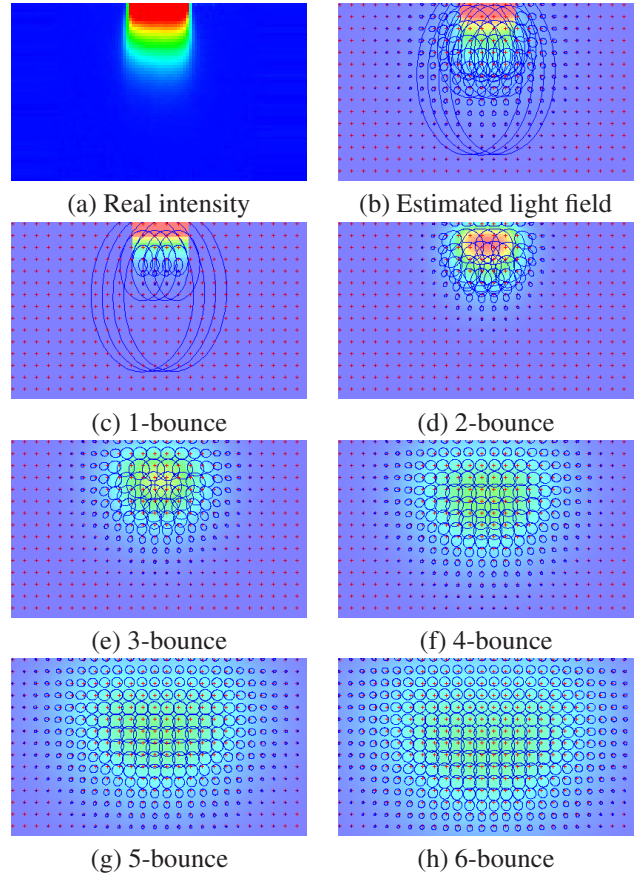 (a) Real intensity
(b) Estimated light field
(c) 1-bounce
(d) 2-bounce
(e) 3-bounce
(f) 4-bounce
(g) 5-bounce
(h) 6-bounce